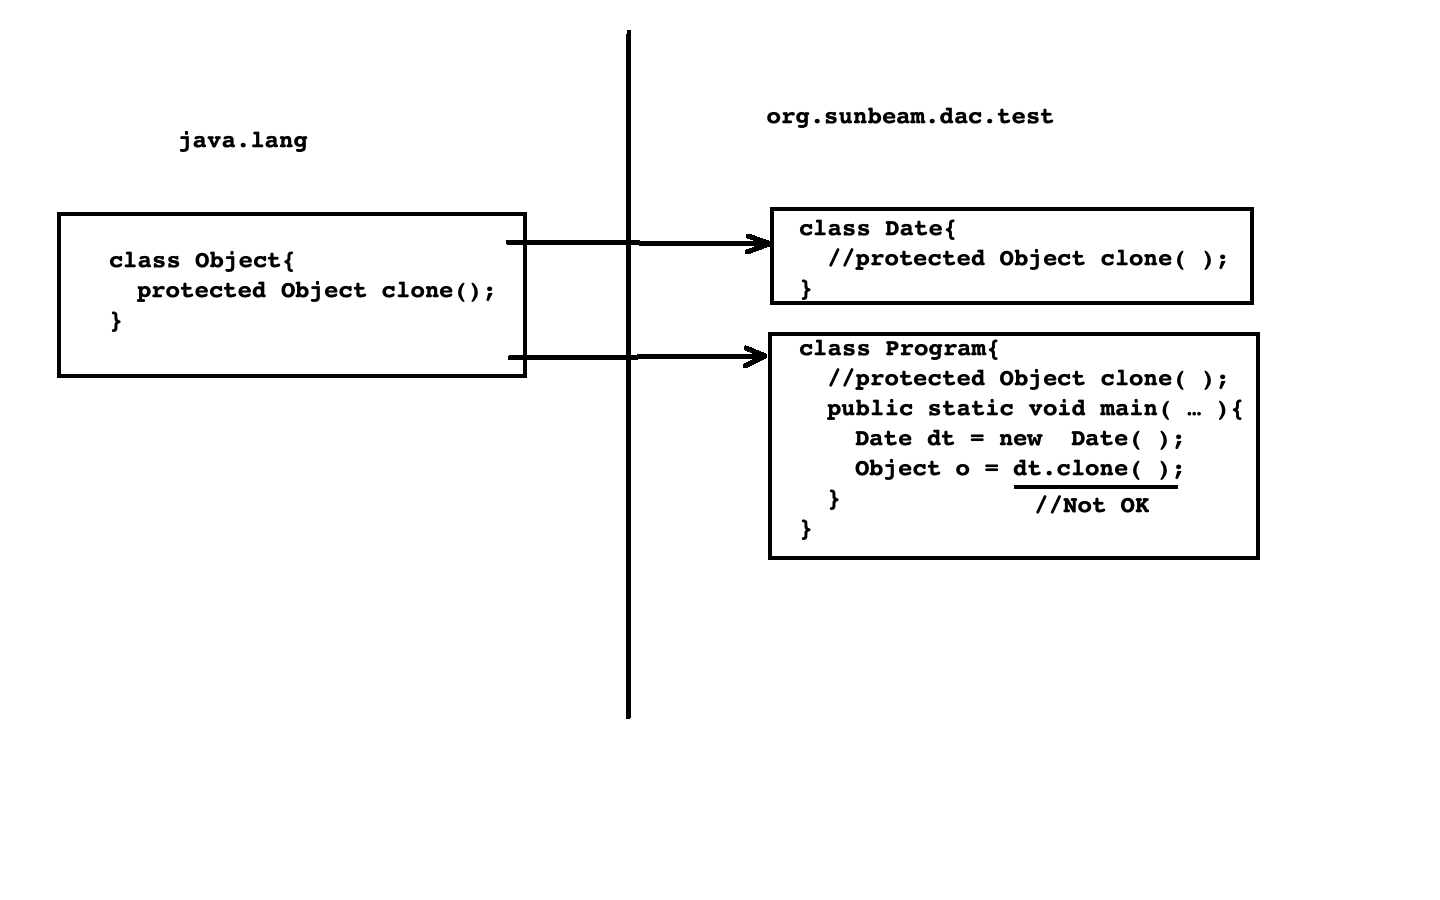 java.lang
class Object{
  protected Object clone();
}
org.sunbeam.dac.test
class Date{
  //protected Object clone( );
}
class Program{
  //protected Object clone( );
  public static void main( … ){
    Date dt = new  Date( );
    Object o = dt.clone( );
  }
//Not OK
}